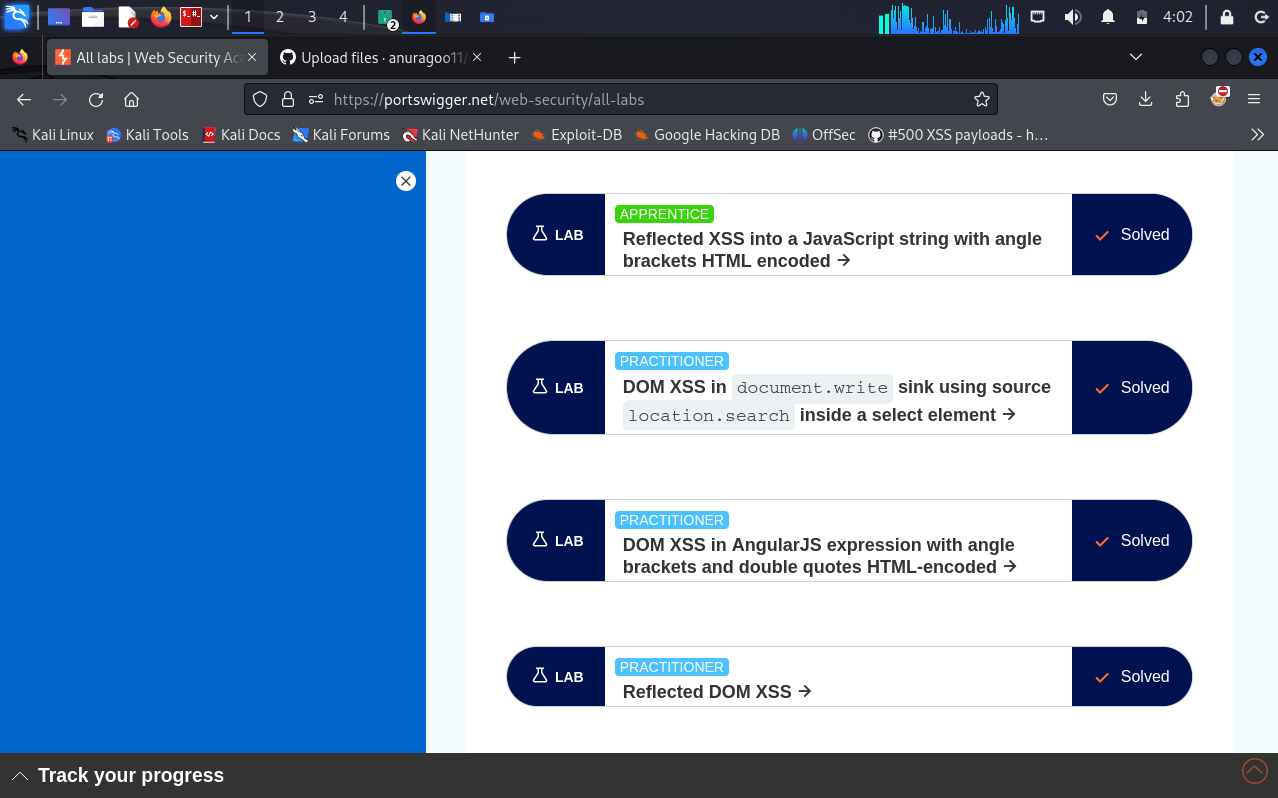 1 2 3 4 2 4:02
All labs | Web Security Aca
Upload files · anuragoo11/
https://portswigger.net/web-security/all-labs
Kali Linux Kali Tools Kali Docs Kali Forums Kali NetHunter Exploit-DB Google Hacking DB OffSec #500 XSS payloads - h…
APPRENTICE
LAB
Reflected XSS into a JavaScript string with angle
brackets HTML encoded →
Solved
PRACTITIONER
LAB
DOM XSS in document.write sink using source
location.search inside a select element →
Solved
PRACTITIONER
LAB
DOM XSS in AngularJS expression with angle
brackets and double quotes HTML-encoded →
Solved
PRACTITIONER
LAB
Reflected DOM XSS →
Solved
Track your progress